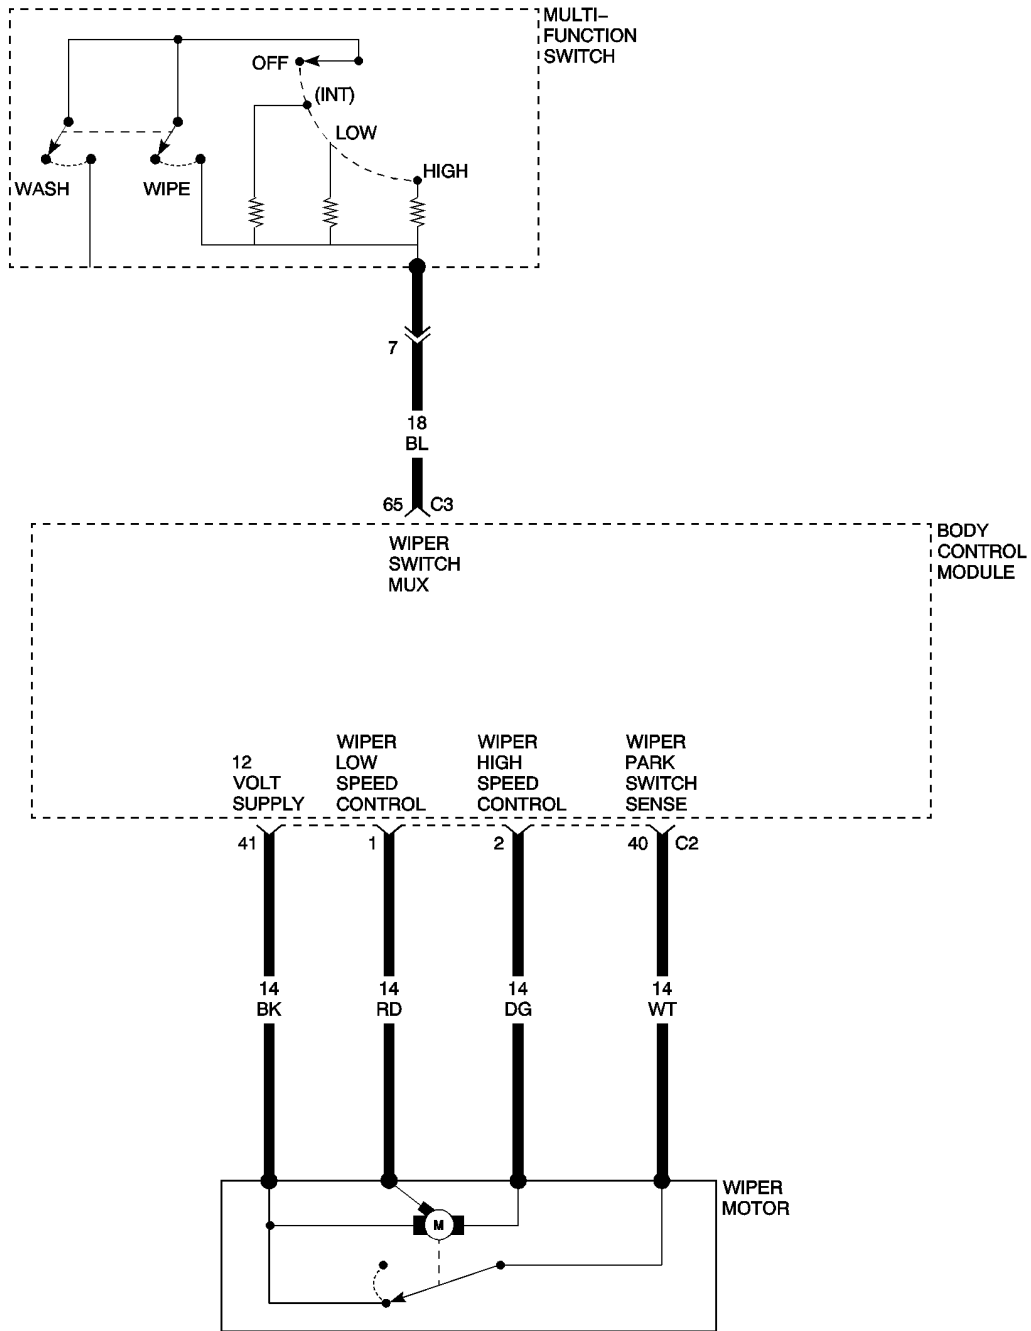 MULTI–
FUNCTION
SWITCH
OFF
(INT)
LOW
HIGH
WASH
WIPE
7
18
BL
65
C3
WIPER
SWITCH
MUX
BODY
CONTROL
MODULE
12
VOLT
SUPPLY
WIPER
LOW
SPEED
CONTROL
WIPER
HIGH
SPEED
CONTROL
WIPER
PARK
SWITCH
SENSE
41
1
2
40
C2
14
BK
14
RD
14
DG
14
WT
WIPER
MOTOR
M